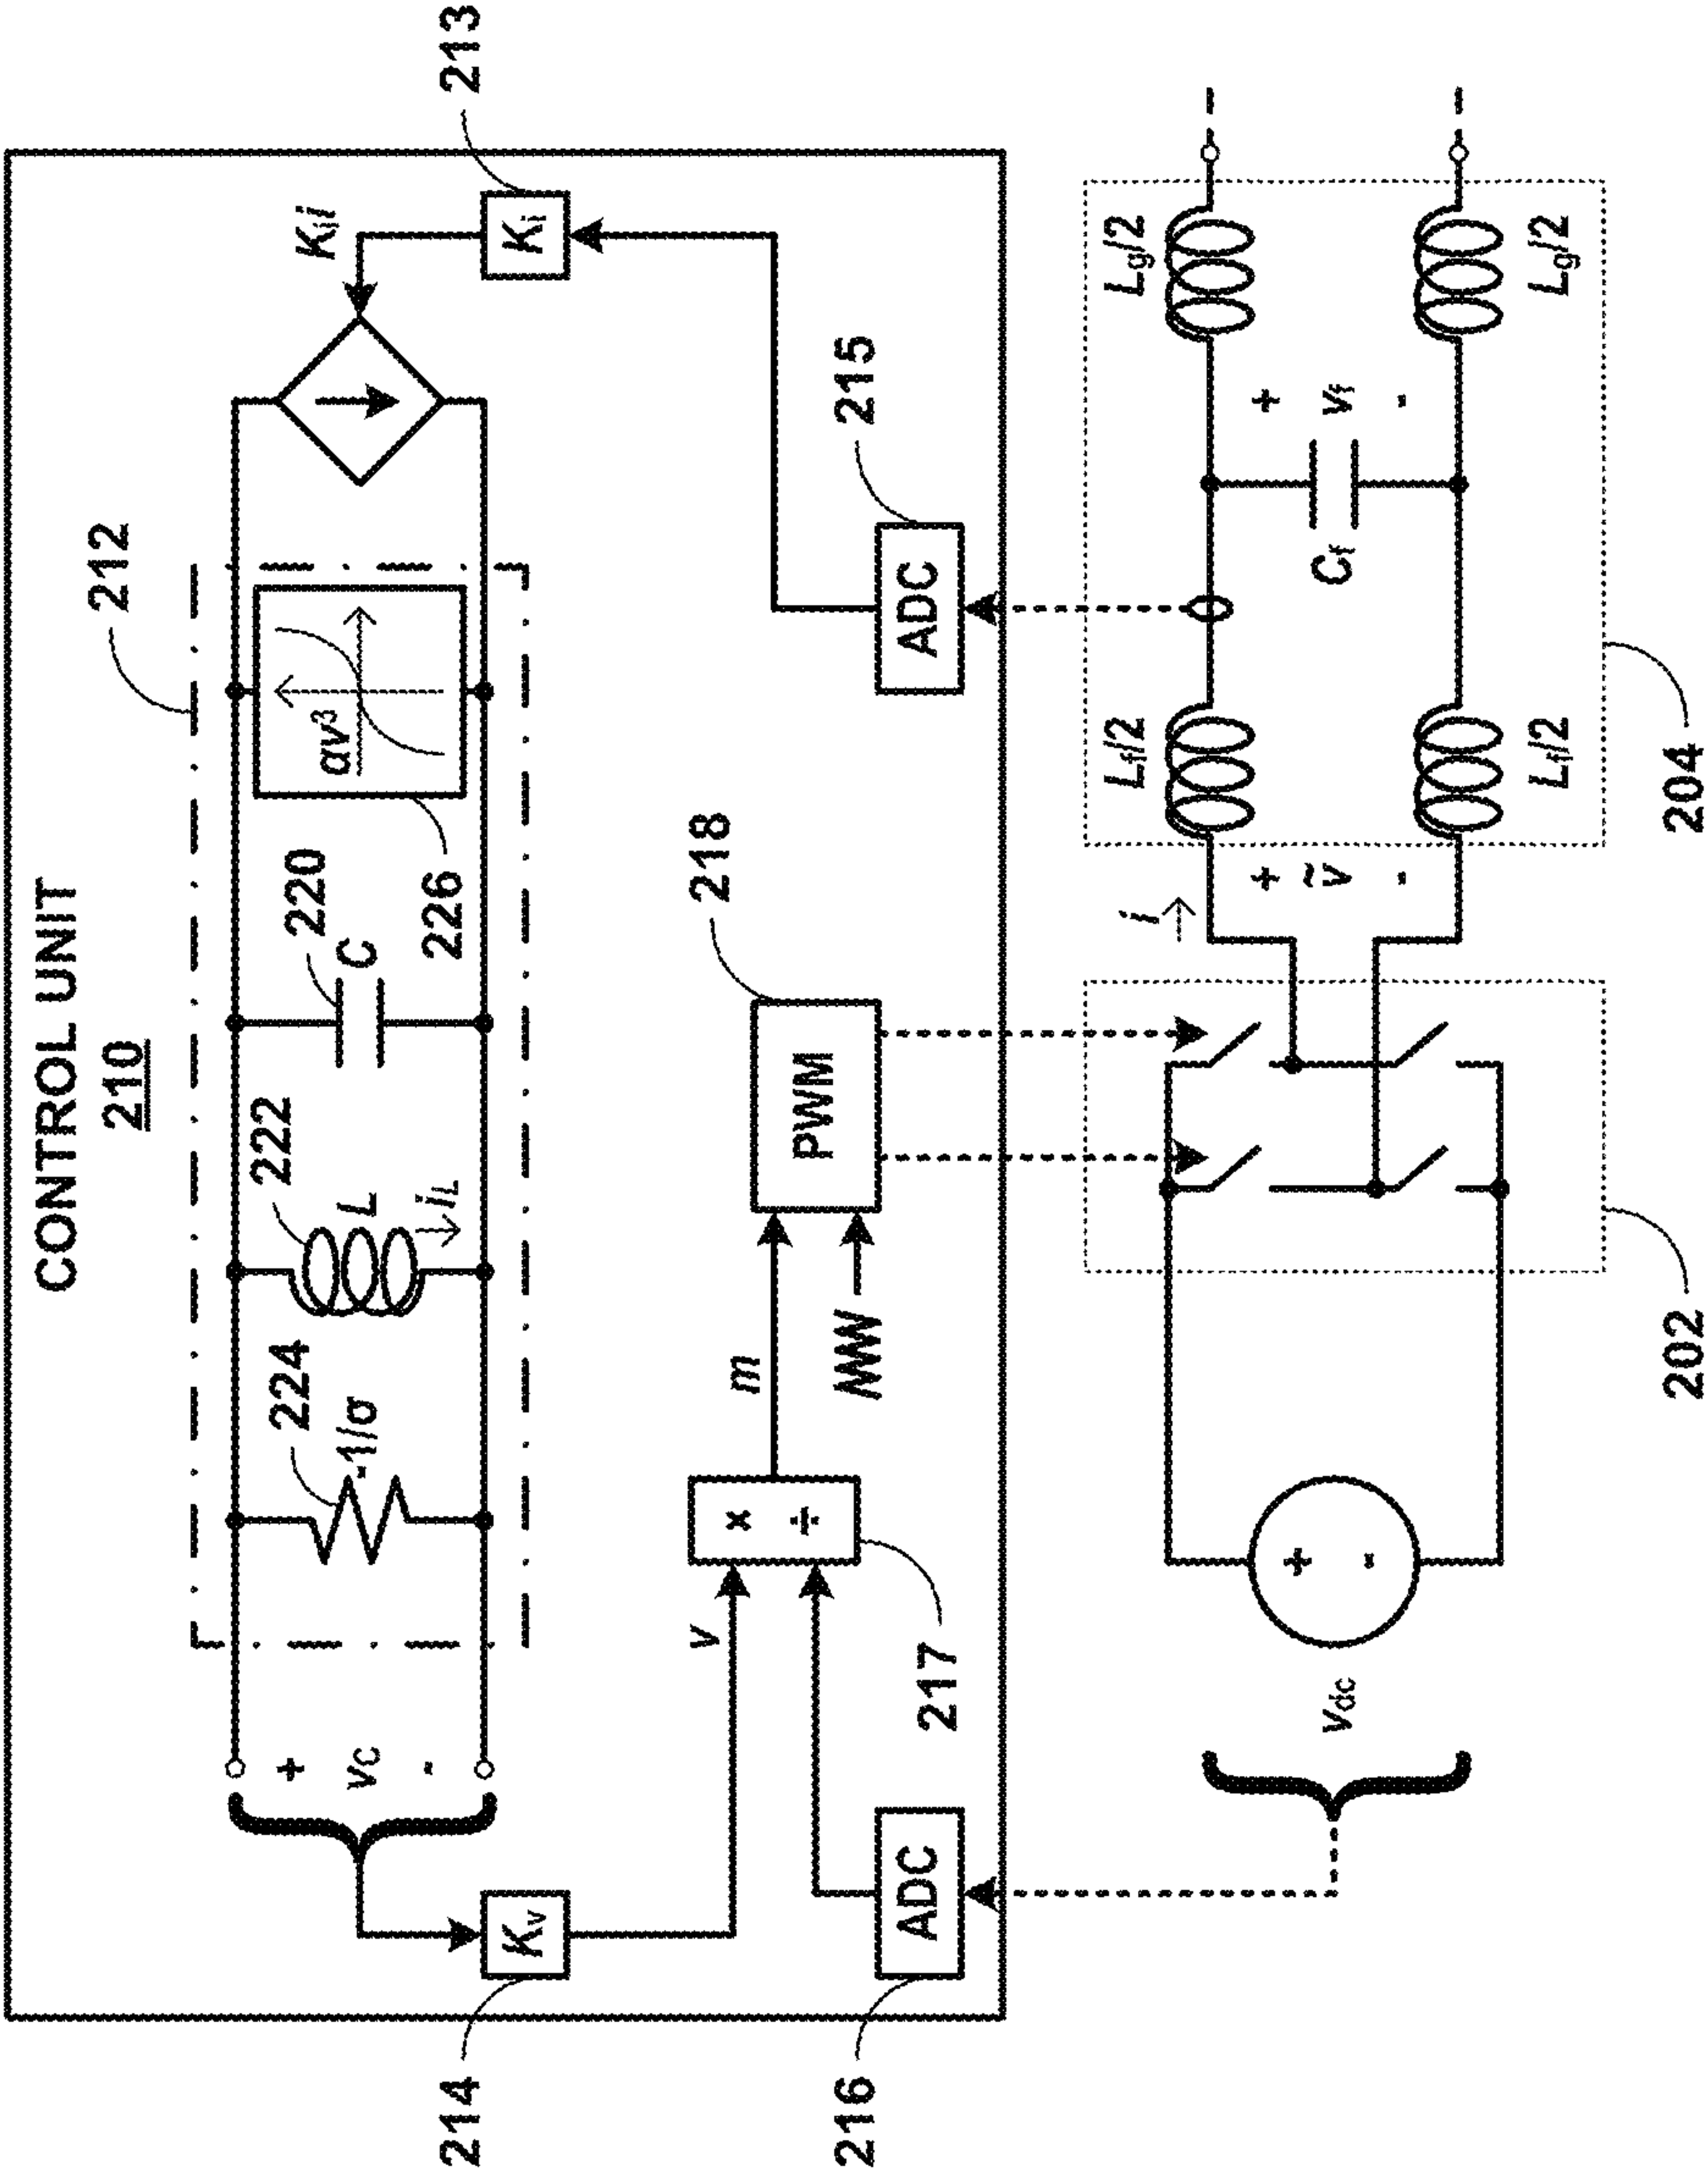 CONTROL UNIT
210
212
213
214
+
vC
-
224
-1/σ
222
L
iL
220
C
226
αv³
Kii
Ki
Kv
v
×
÷
217
m
218
PWM
215
ADC
216
ADC
vdc
+
-
202
i
+
ṽ
-
Lf/2
Lf/2
Cf
+
vf
-
Lg/2
Lg/2
204